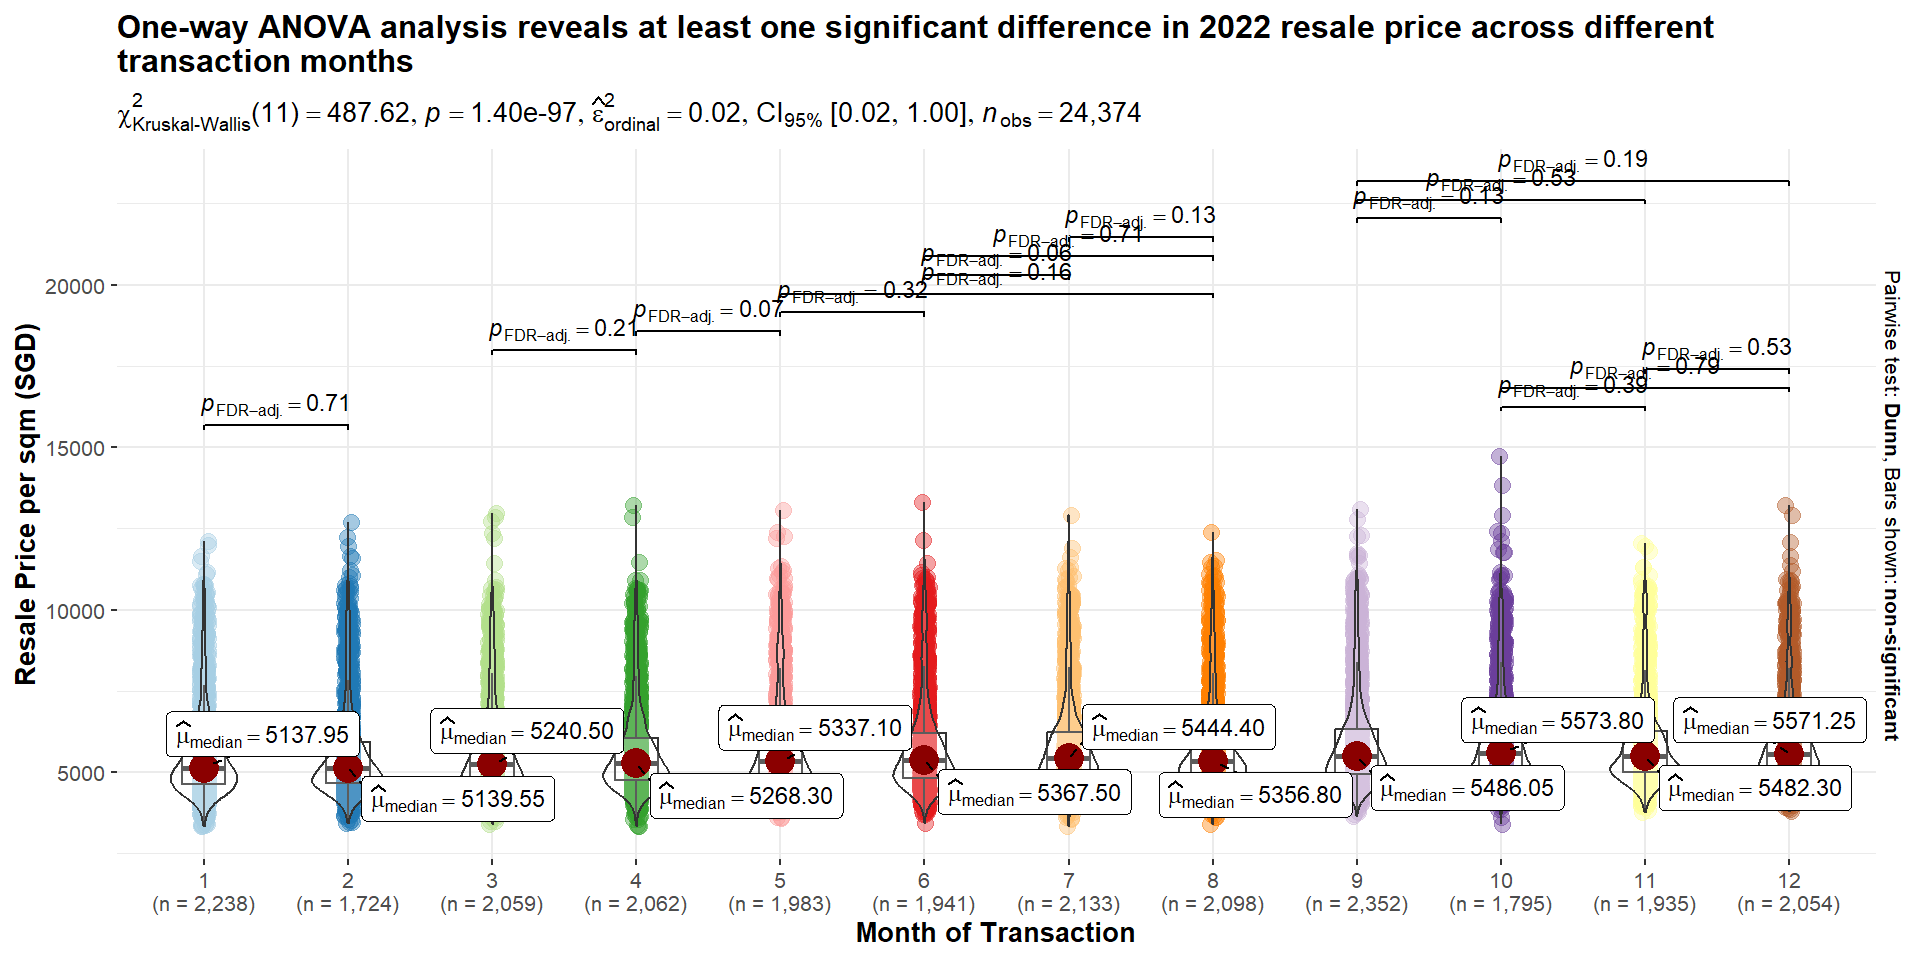 One-way ANOVA analysis reveals at least one significant difference in 2022 resale price across different
transaction months
χ²Kruskal-Wallis(11) = 487.62, p = 1.40e-97, ε̂²ordinal = 0.02, CI95% [0.02, 1.00], nobs = 24,374
pFDR–adj. = 0.19
pFDR–adj. = 0.53
pFDR–adj. = 0.13
pFDR–adj. = 0.13
pFDR–adj. = 0.71
pFDR–adj. = 0.06
pFDR–adj. = 0.16
pFDR–adj. = 0.32
pFDR–adj. = 0.07
pFDR–adj. = 0.21
pFDR–adj. = 0.53
pFDR–adj. = 0.79
pFDR–adj. = 0.39
pFDR–adj. = 0.71
20000
15000
10000
5000
Resale Price per sqm (SGD)
Pairwise test: Dunn, Bars shown: non-significant
μ̂median = 5137.95
μ̂median = 5139.55
μ̂median = 5240.50
μ̂median = 5268.30
μ̂median = 5337.10
μ̂median = 5367.50
μ̂median = 5444.40
μ̂median = 5356.80
μ̂median = 5486.05
μ̂median = 5573.80
μ̂median = 5482.30
μ̂median = 5571.25
1 2 3 4 5 6 7 8 9 10 11 12
(n = 2,238) (n = 1,724) (n = 2,059) (n = 2,062) (n = 1,983) (n = 1,941) (n = 2,133) (n = 2,098) (n = 2,352) (n = 1,795) (n = 1,935) (n = 2,054)
Month of Transaction